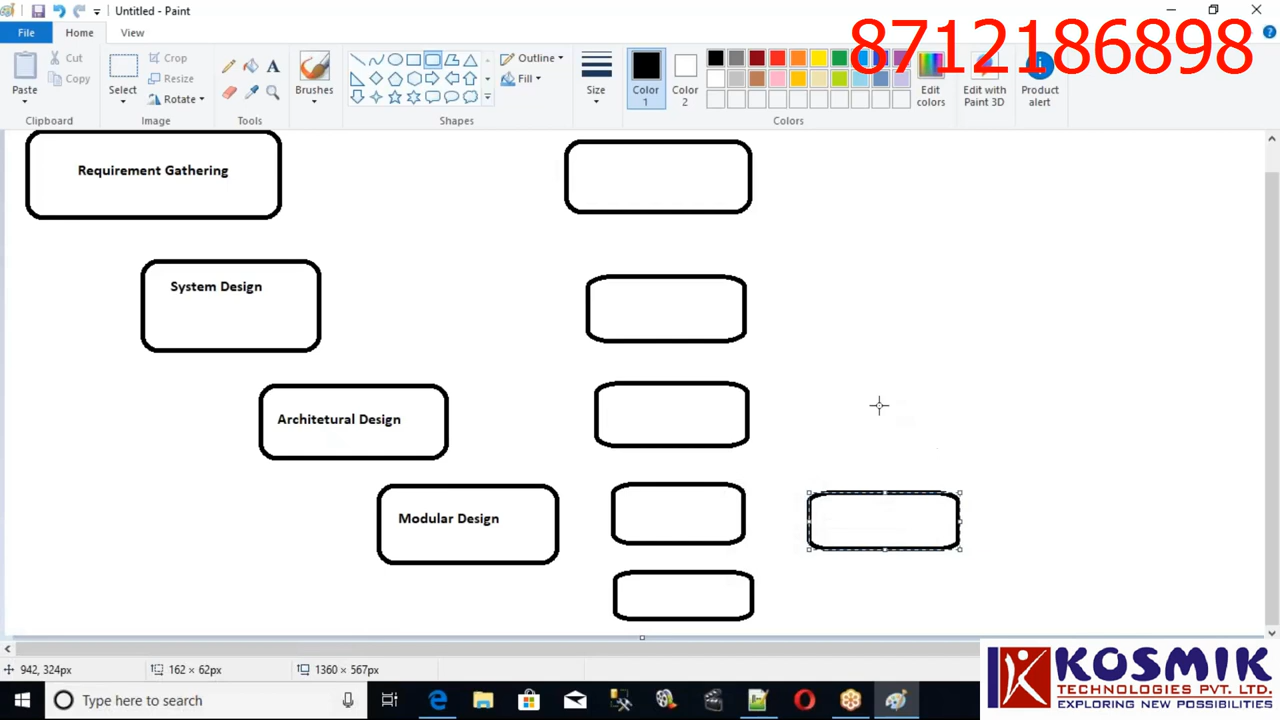 Untitled - Paint
File
Home
View
Paste
Cut
Copy
Clipboard
Select
Crop
Resize
Rotate
Image
Tools
Brushes
Shapes
Outline
Fill
Size
Color 1
Color 2
Colors
Edit colors
Edit with Paint 3D
Product alert
8712186898
Requirement Gathering
System Design
Architetural Design
Modular Design
942, 324px
162 × 62px
1360 × 567px
Type here to search
KOSMIK
TECHNOLOGIES PVT. LTD.
EXPLORING NEW POSSIBILITIES